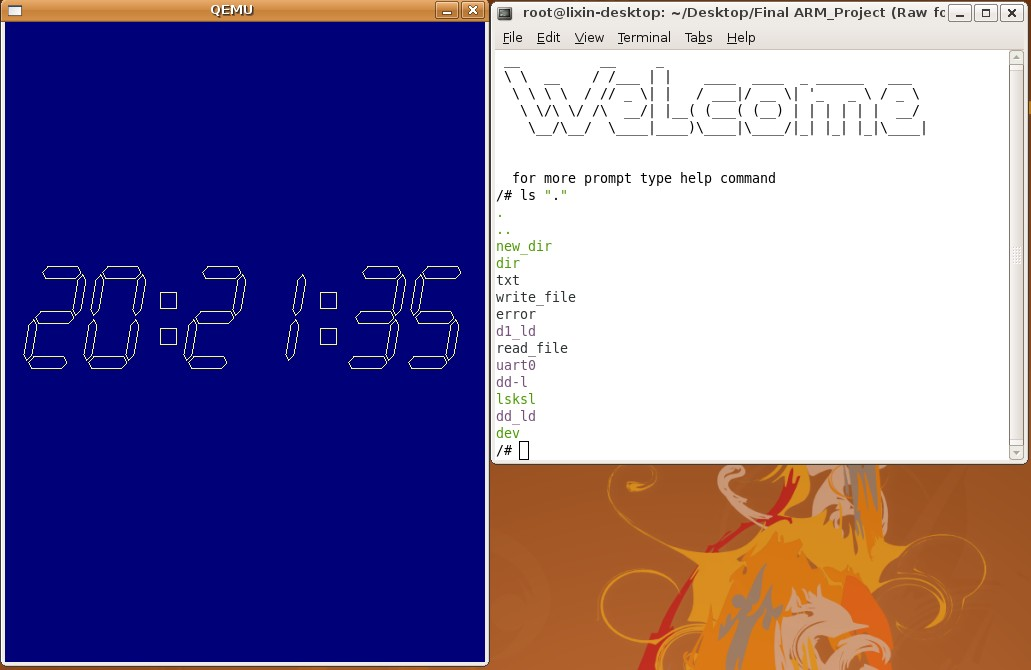 QEMU
20:21:35
root@lixin-desktop: ~/Desktop/Final ARM_Project (Raw fo
File Edit View Terminal Tabs Help
Welcome
for more prompt type help command
/# ls "."
.
..
new_dir
dir
txt
write_file
error
d1_ld
read_file
uart0
dd-l
lsksl
dd_ld
dev
/#